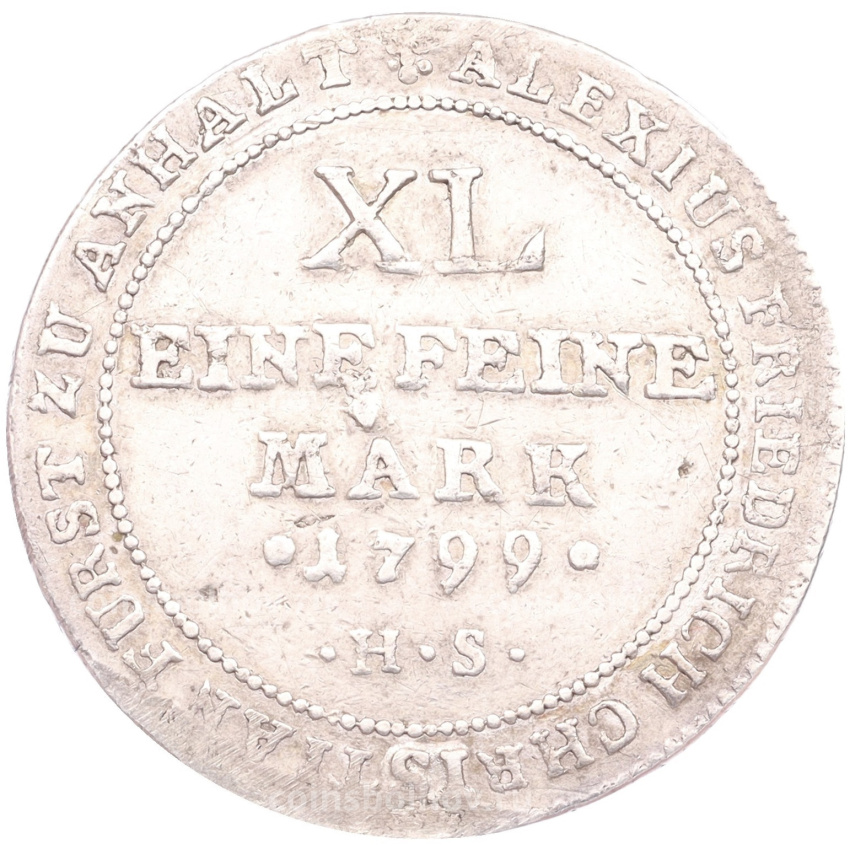 ALEXIUS FRIEDRICH CHRISTIAN FURST ZU ANHALT
XL
EINE FEINE
MARK
•1799•
•H•S•